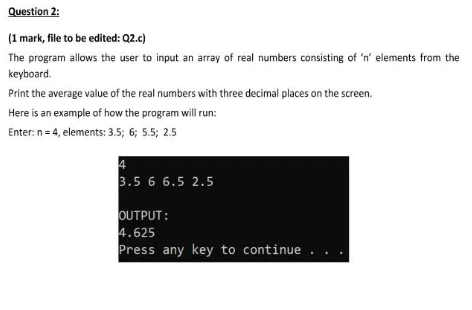 Question 2:
(1 mark, file to be edited: Q2.c)
The program allows the user to input an array of real numbers consisting of 'n' elements from the
keyboard.
Print the average value of the real numbers with three decimal places on the screen.
Here is an example of how the program will run:
Enter: n = 4, elements: 3.5; 6; 5.5; 2.5
4
3.5 6 6.5 2.5
OUTPUT:
4.625
Press any key to continue . . .